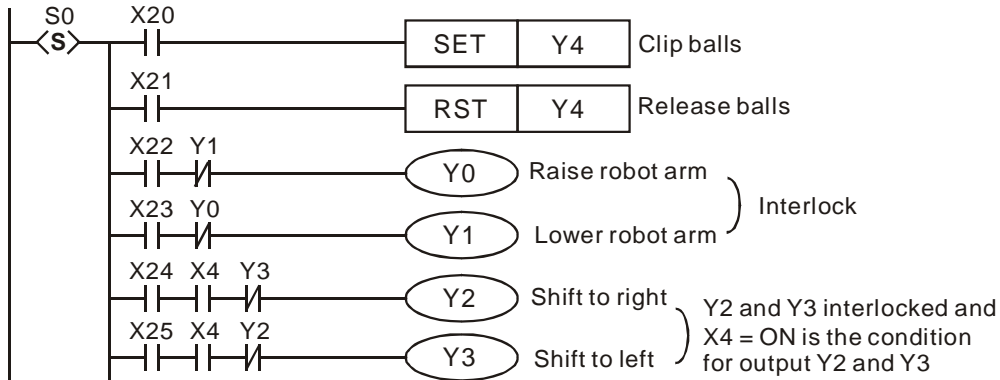 S0 X20
S SET Y4 Clip balls
X21
RST Y4 Release balls
X22 Y1
Y0 Raise robot arm
Interlock
X23 Y0
Y1 Lower robot arm
X24 X4 Y3
Y2 Shift to right
Y2 and Y3 interlocked and
X4 = ON is the condition
for output Y2 and Y3
X25 X4 Y2
Y3 Shift to left